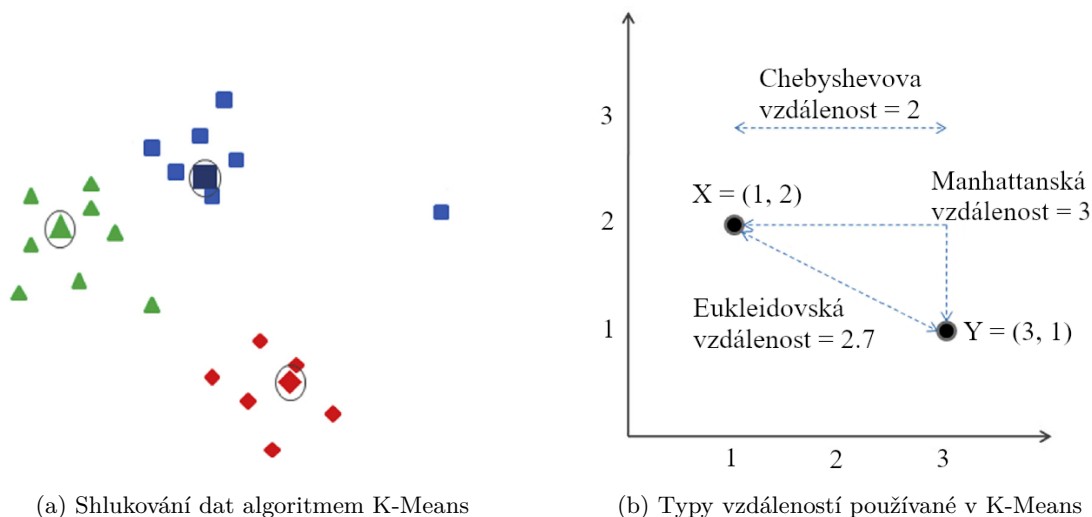 Chebyshevova
vzdálenost = 2
3
X = (1, 2)
Manhattanská
vzdálenost = 3
2
Eukleidovská
vzdálenost = 2.7
1
Y = (3, 1)
1
2
3
(a) Shlukování dat algoritmem K-Means
(b) Typy vzdáleností používané v K-Means